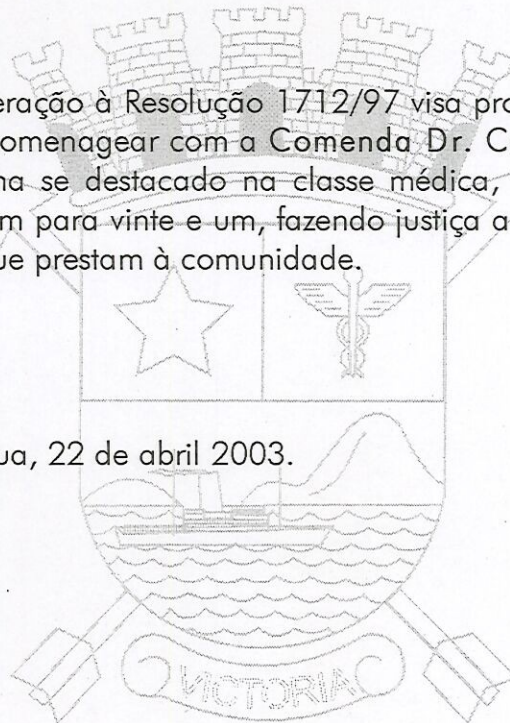 eração à Resolução 1712/97 visa pro
omenagear com a Comenda Dr. C
na se destacado na classe médica,
m para vinte e um, fazendo justiça a
ue prestam à comunidade.
ua, 22 de abril 2003.
VICTORIA